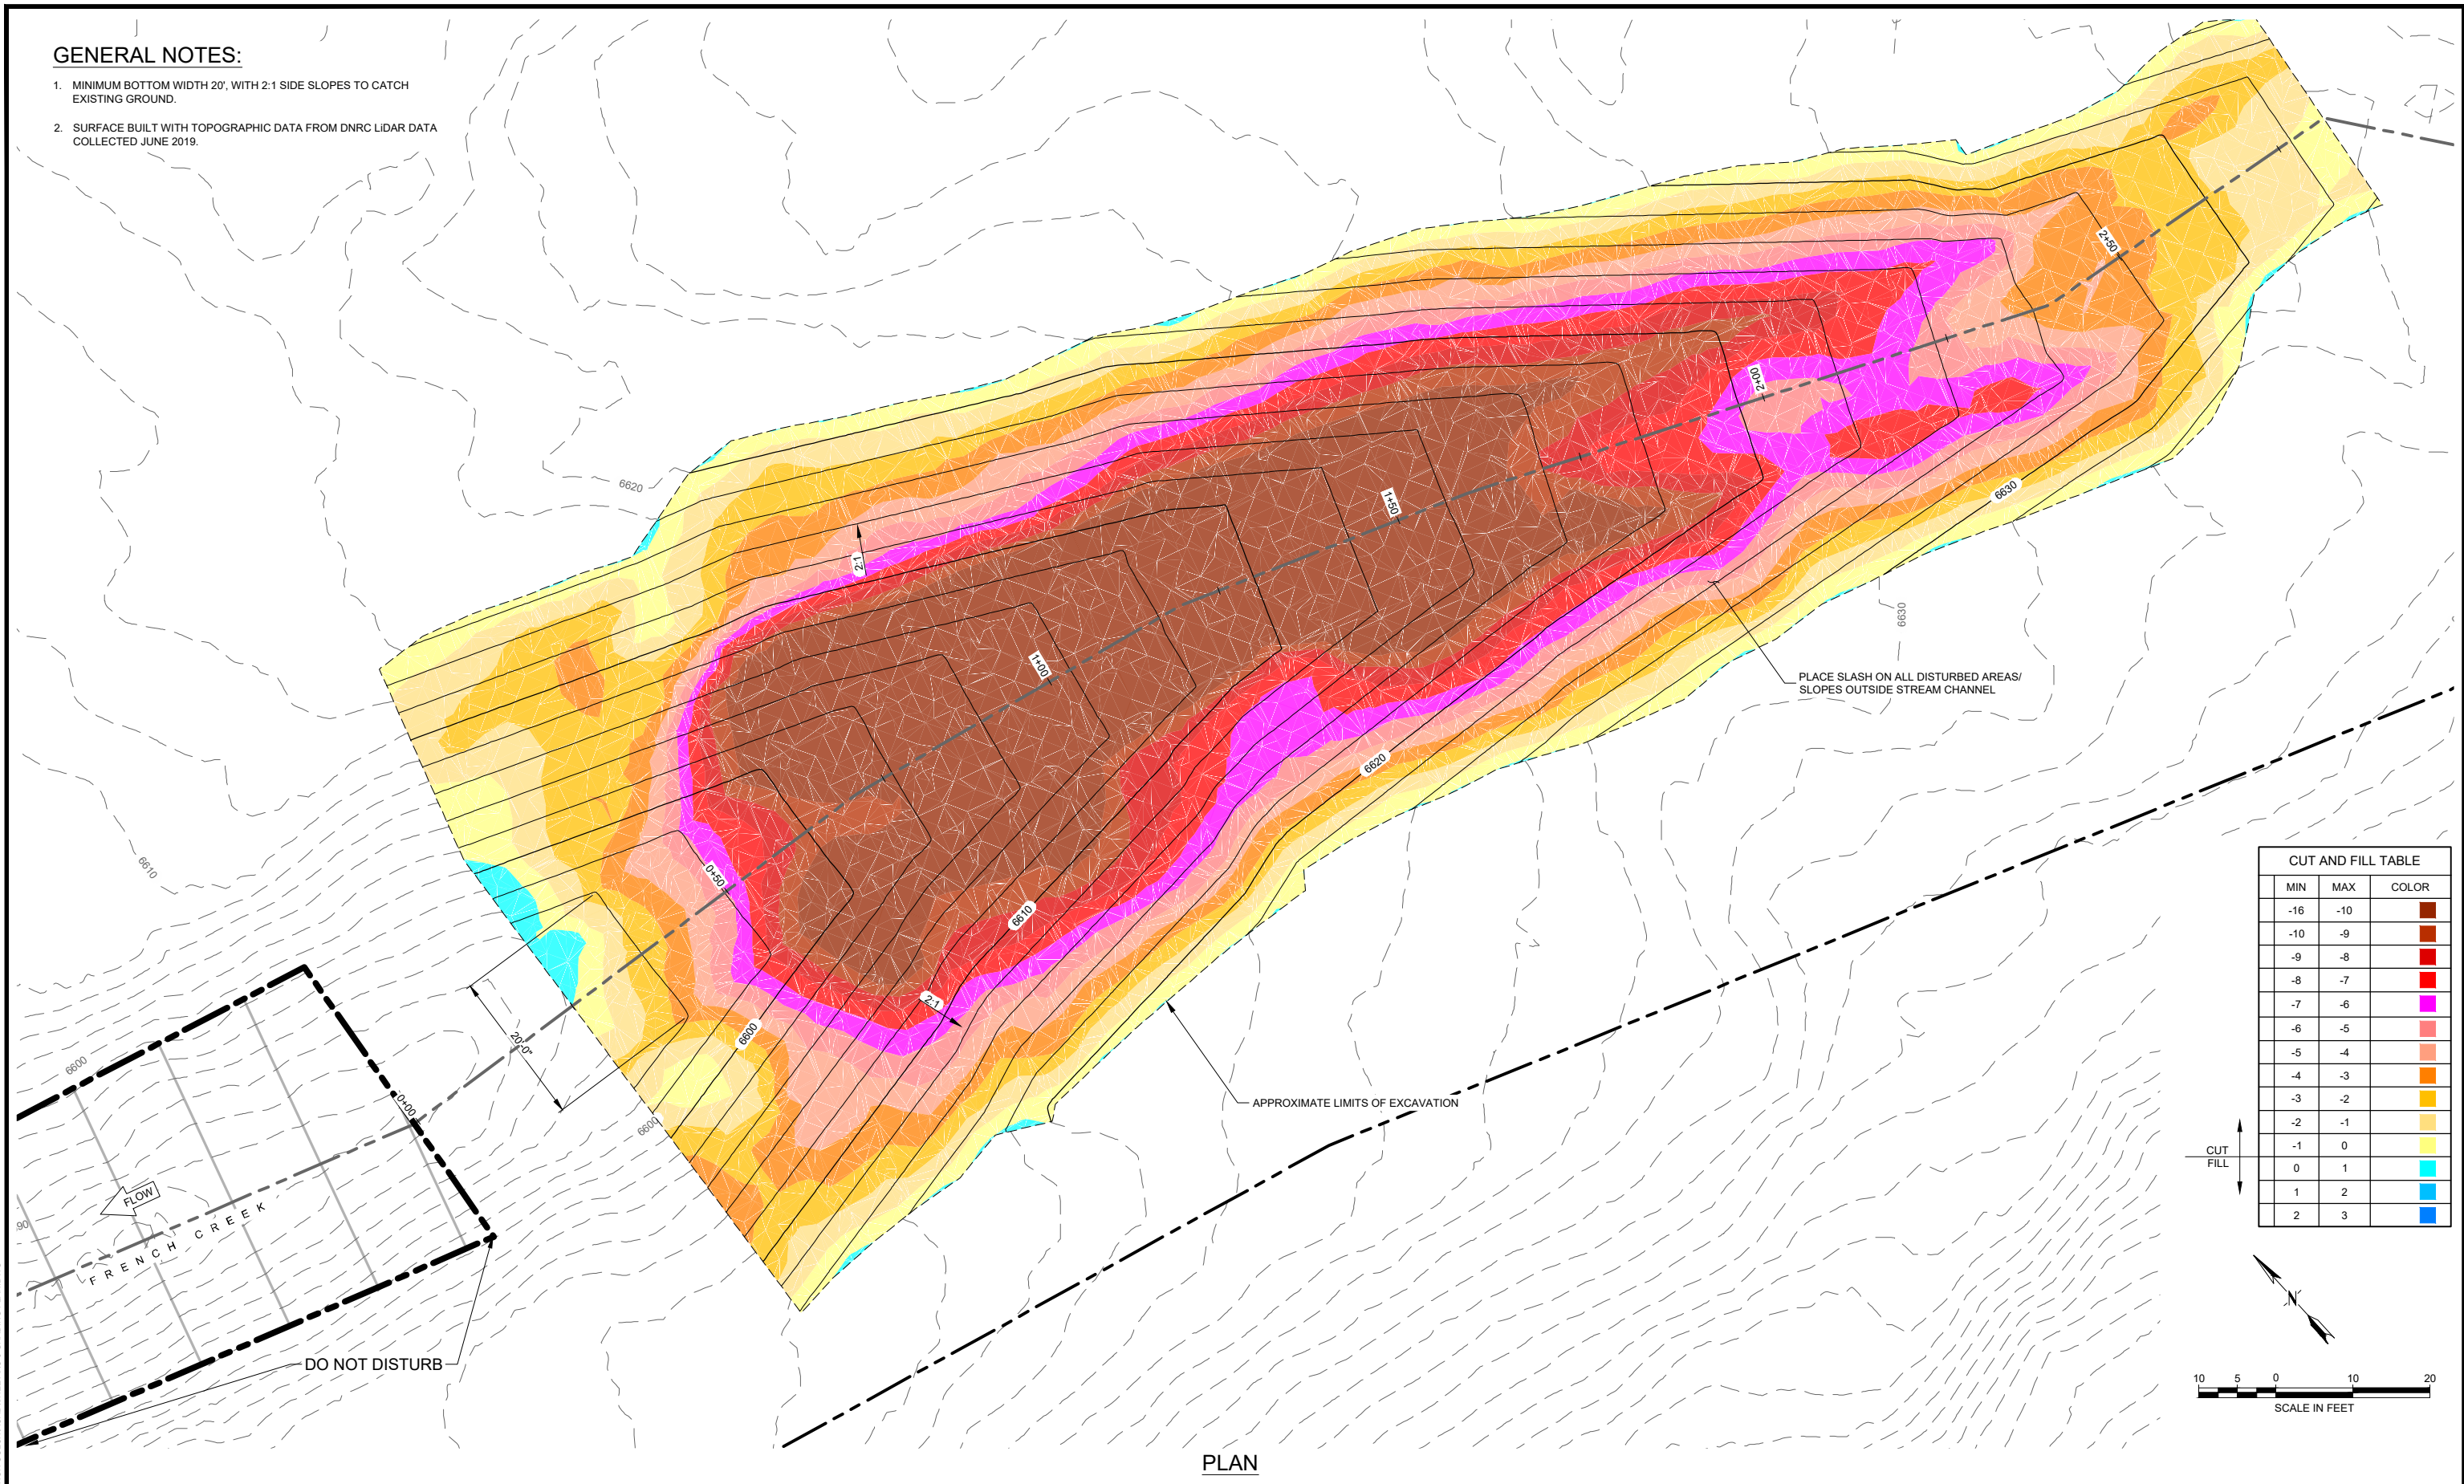 GENERAL NOTES:
1. MINIMUM BOTTOM WIDTH 20', WITH 2:1 SIDE SLOPES TO CATCH
EXISTING GROUND.
2. SURFACE BUILT WITH TOPOGRAPHIC DATA FROM DNRC LiDAR DATA
COLLECTED JUNE 2019.
2+50
2+00
6620
1+50
6630
2:1
6630
1+00
PLACE SLASH ON ALL DISTURBED AREAS/
SLOPES OUTSIDE STREAM CHANNEL
6620
6610
0+50
6610
2:1
6600
20'-0"
6600
6600
0+00
APPROXIMATE LIMITS OF EXCAVATION
FLOW
FRENCH CREEK
90
DO NOT DISTURB
CUT AND FILL TABLE
MIN MAX COLOR
-16 -10
-10 -9
-9 -8
-8 -7
-7 -6
-6 -5
-5 -4
-4 -3
-3 -2
-2 -1
-1 0
0 1
1 2
2 3
CUT
FILL
N
10 5 0 10 20
SCALE IN FEET
PLAN